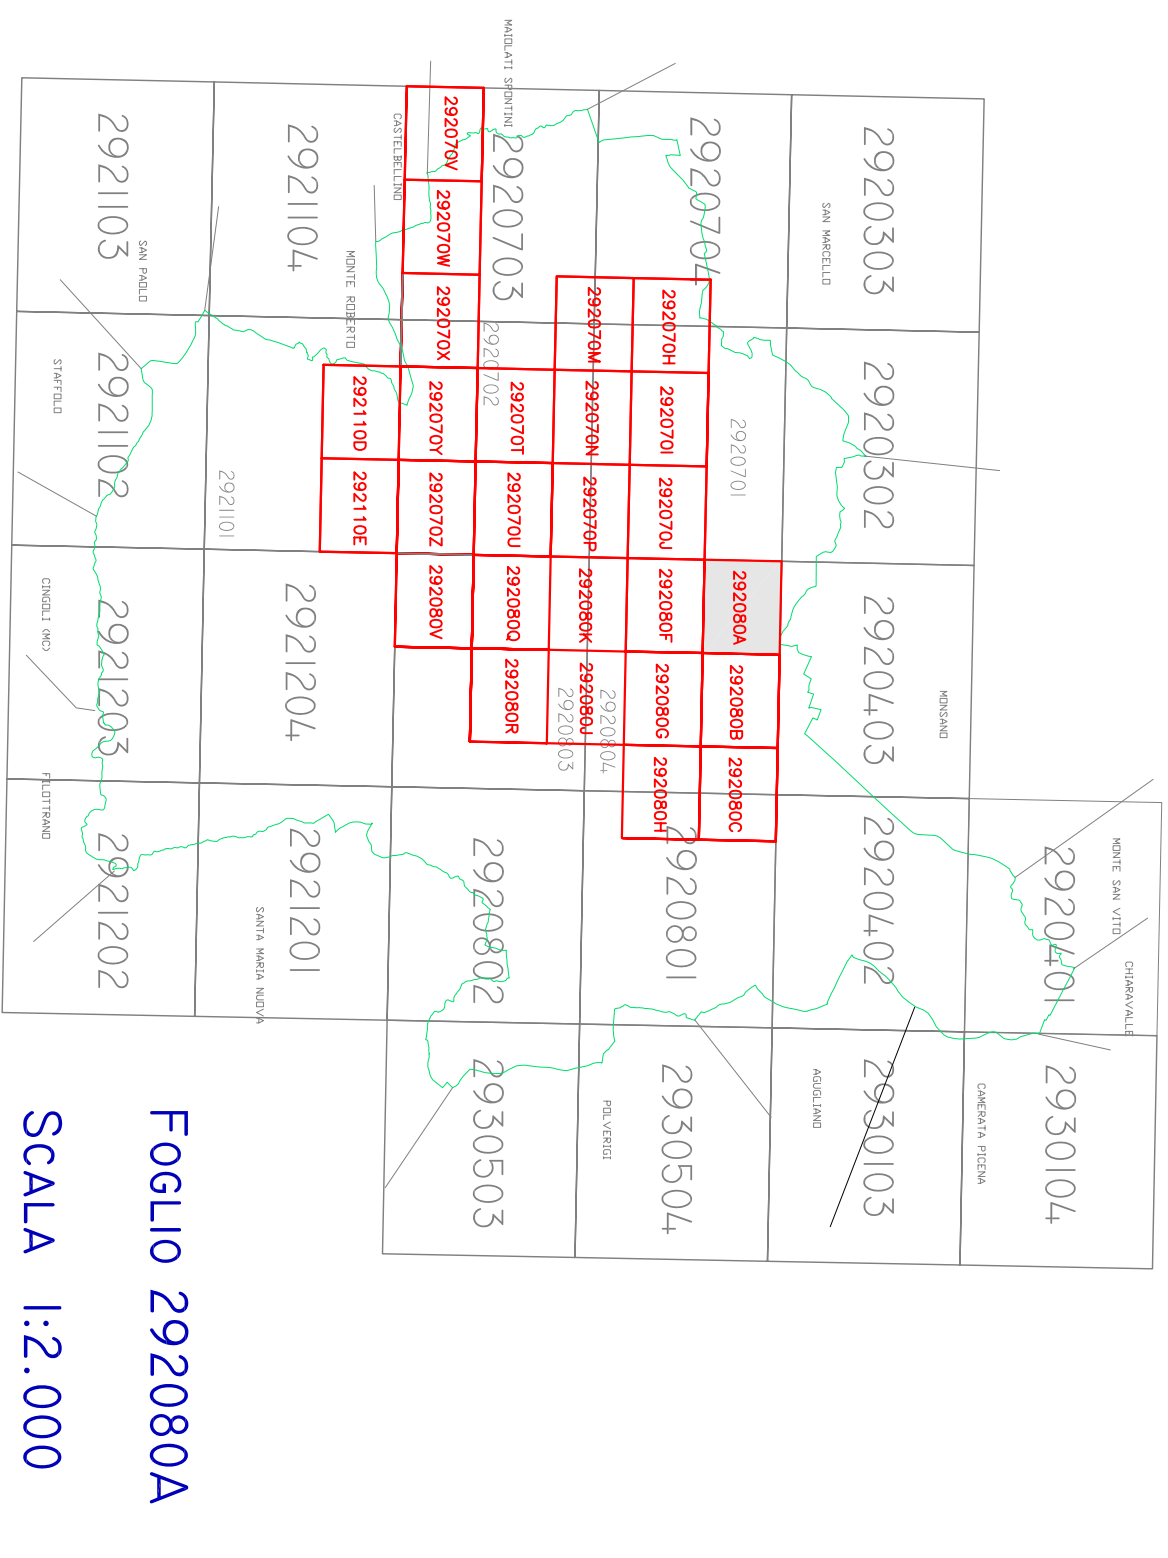 MONTE SAN VITO
CHIARAVALLE
2920401
2930104
CAMERATA PICENA
MONSANO
2920303
2920302
2920403
2920402
2930103
SAN MARCELLO
AGUGLIANO
2920704
2920701
292080A
292080B
292080C
2920801
2930504
292070H
292070I
292070J
292080F
292080G
292080H
2920804
POLVERIGI
292070M
292070N
292070P
292080K
292080J
2920803
MAIOLATI SPONTINI
2920703
292070T
292070U
292080Q
292080R
2920702
2920802
2930503
292070V
292070W
292070X
292070Y
292070Z
292080V
CASTELBELLINO
MONTE ROBERTO
292110D
292110E
2921104
2921204
2921201
SANTA MARIA NUOVA
2921101
SAN PAOLO
2921103
2921102
2921203
2921202
STAFFOLO
CINGOLI (MC)
FILOTTRANO
FOGLIO 292080A
SCALA 1:2.000